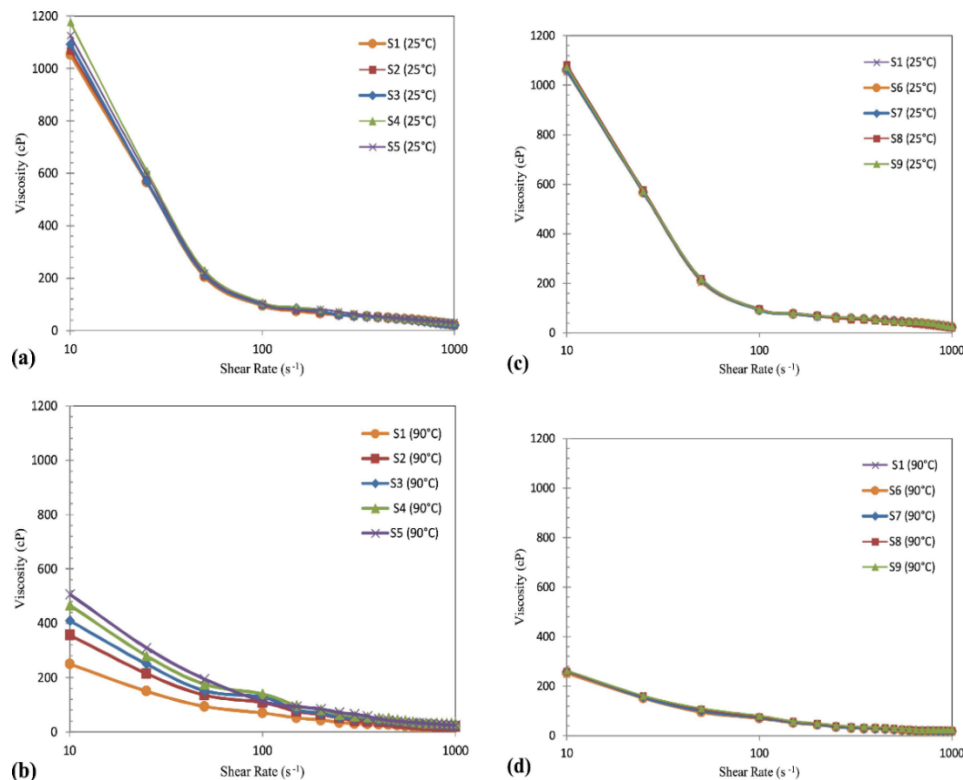 1200
1000
800
600
400
200
0
10
100
1000
Viscosity (cP)
Shear Rate (s⁻¹)
S1 (25°C)
S2 (25°C)
S3 (25°C)
S4 (25°C)
S5 (25°C)
(a)
1200
1000
800
600
400
200
0
10
100
1000
Viscosity (cP)
Shear Rate (s⁻¹)
S1 (25°C)
S6 (25°C)
S7 (25°C)
S8 (25°C)
S9 (25°C)
(c)
1200
1000
800
600
400
200
0
10
100
1000
Viscosity (cP)
Shear Rate (s⁻¹)
S1 (90°C)
S2 (90°C)
S3 (90°C)
S4 (90°C)
S5 (90°C)
(b)
1200
1000
800
600
400
200
0
10
100
1000
Viscosity (cP)
Shear Rate (s⁻¹)
S1 (90°C)
S6 (90°C)
S7 (90°C)
S8 (90°C)
S9 (90°C)
(d)